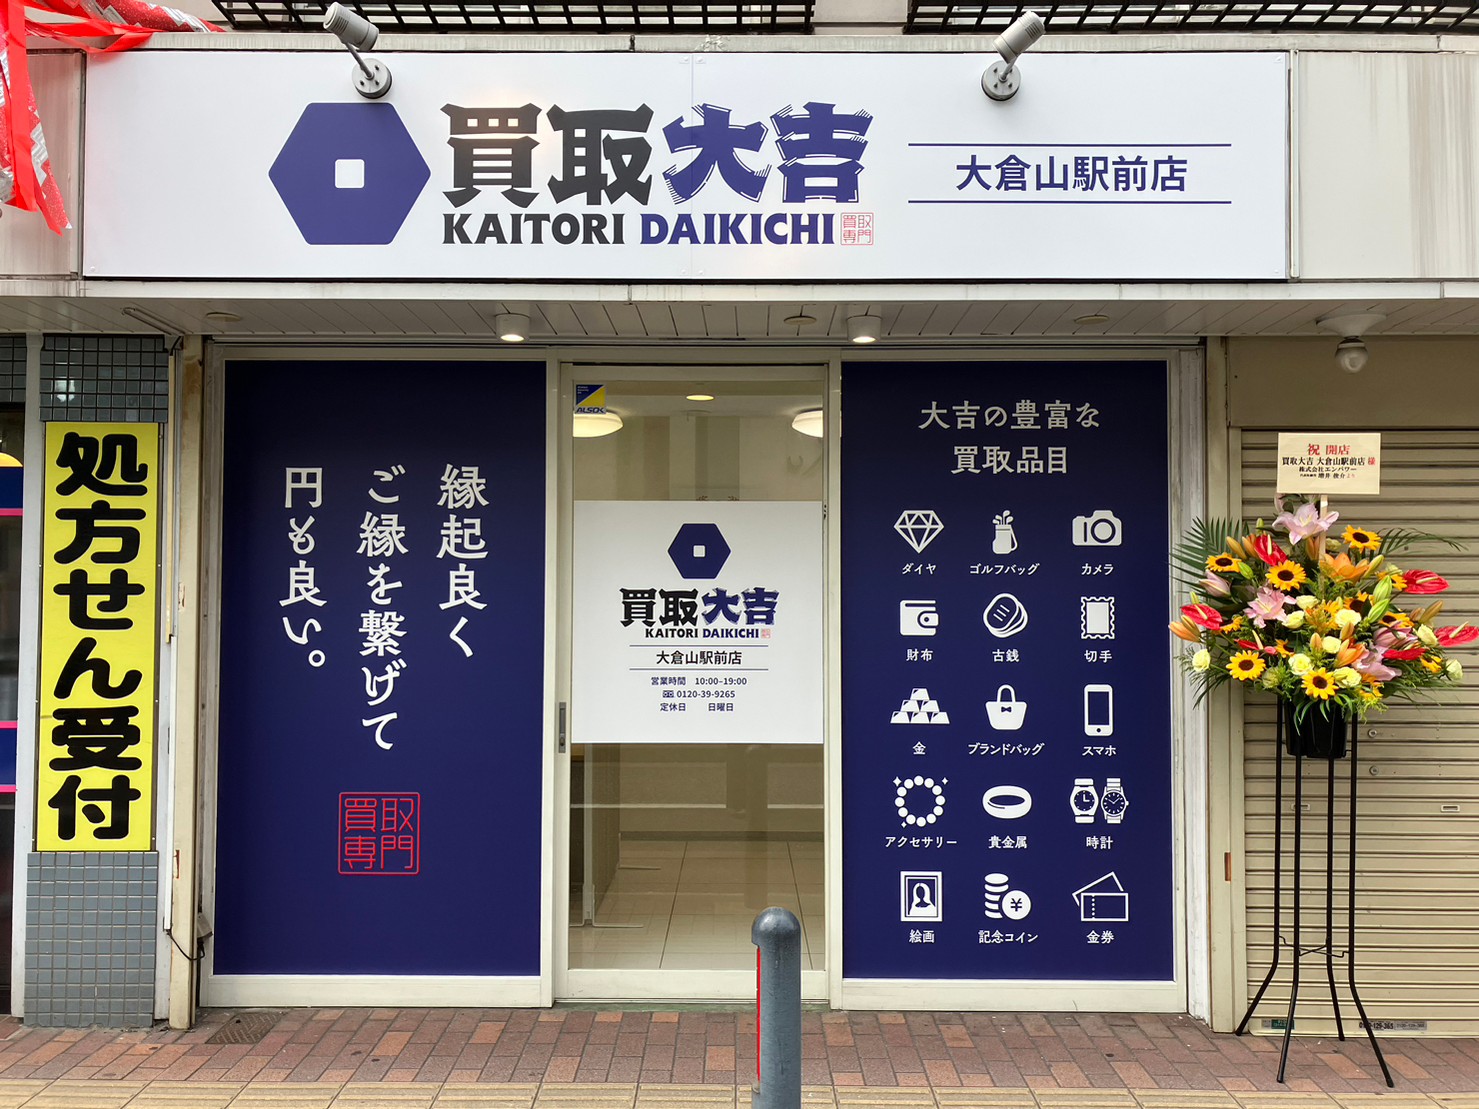 買取大吉
KAITORI DAIKICHI
買取
専門
大倉山駅前店
処方せん受付
縁起良く
ご縁を繋げて
円も良い。
買取
専門
ALSOK
買取大吉
KAITORI DAIKICHI
大倉山駅前店
営業時間 10:00-19:00
0120-39-9265
定休日 日曜日
大吉の豊富な
買取品目
ダイヤ ゴルフバッグ カメラ
財布 古銭 切手
金 ブランドバッグ スマホ
アクセサリー 貴金属 時計
¥
絵画 記念コイン 金券
祝 開店
買取大吉 大倉山駅前店 様
株式会社エンパワー